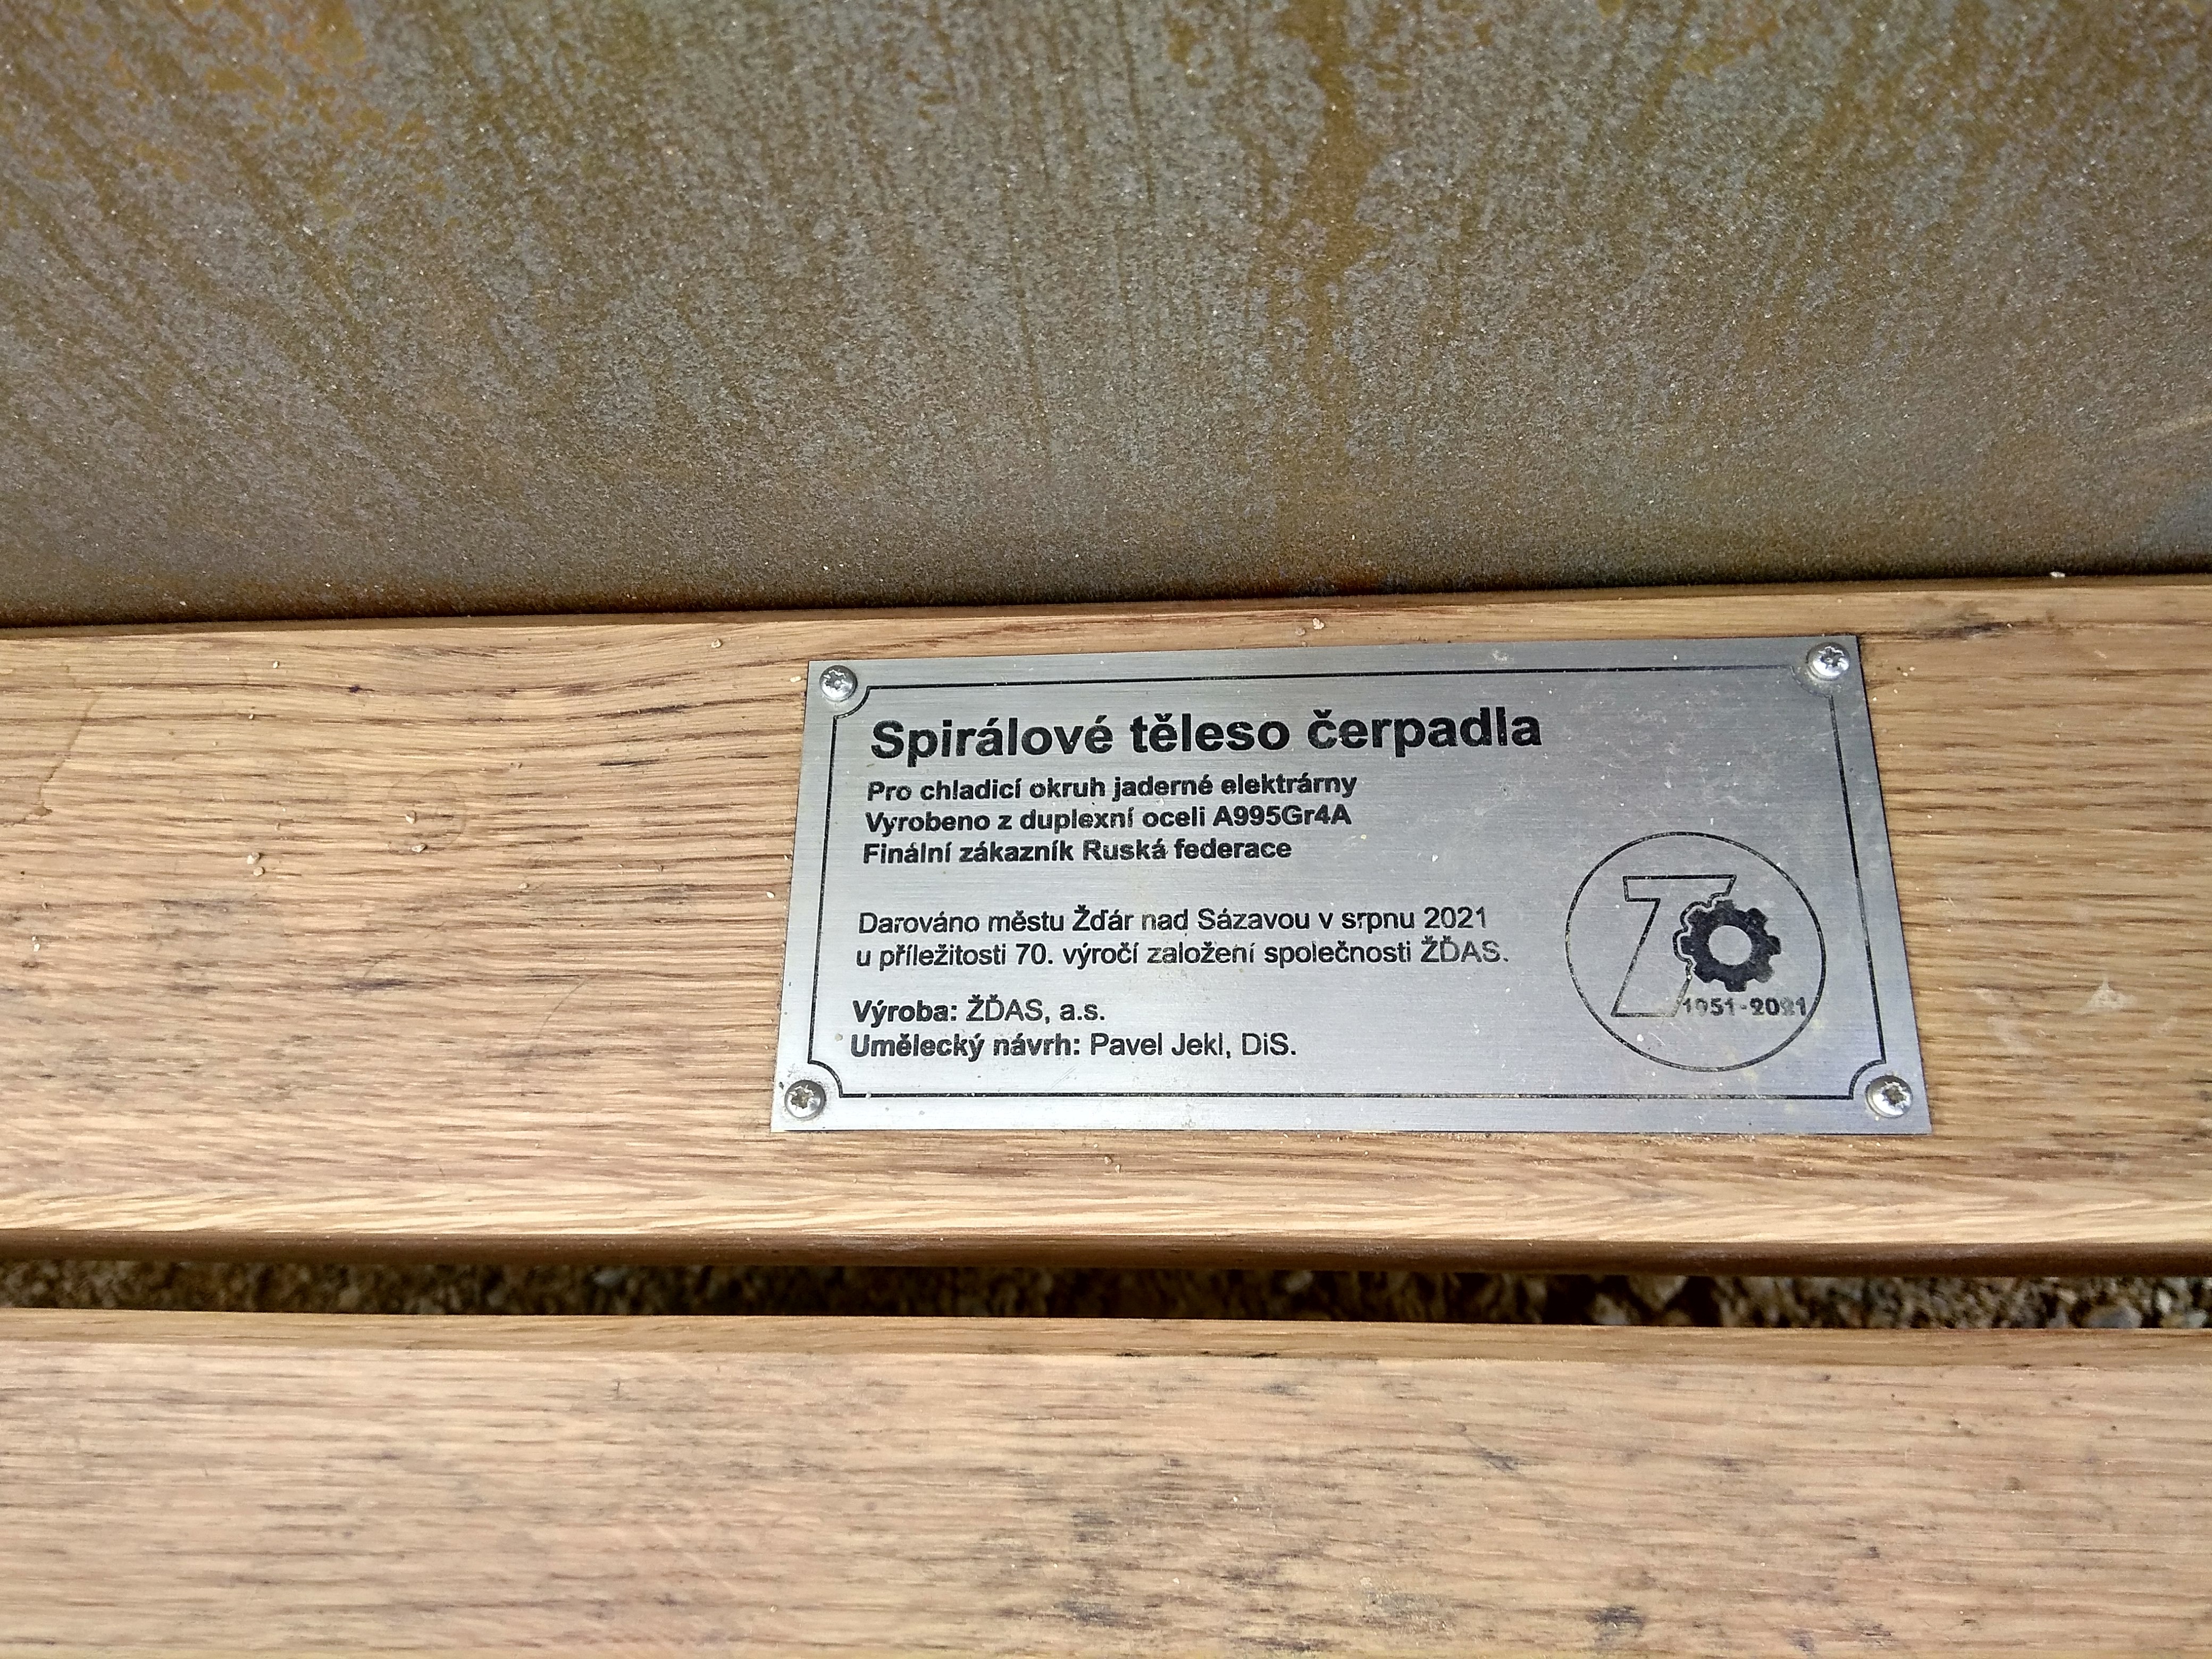 Spirálové těleso čerpadla
Pro chladicí okruh jaderné elektrárny
Vyrobeno z duplexní oceli A995Gr4A
Finální zákazník Ruská federace
Darováno městu Žďár nad Sázavou v srpnu 2021
u příležitosti 70. výročí založení společnosti ŽĎAS.
Výroba: ŽĎAS, a.s.
Umělecký návrh: Pavel Jekl, DiS.
70
1951-2021